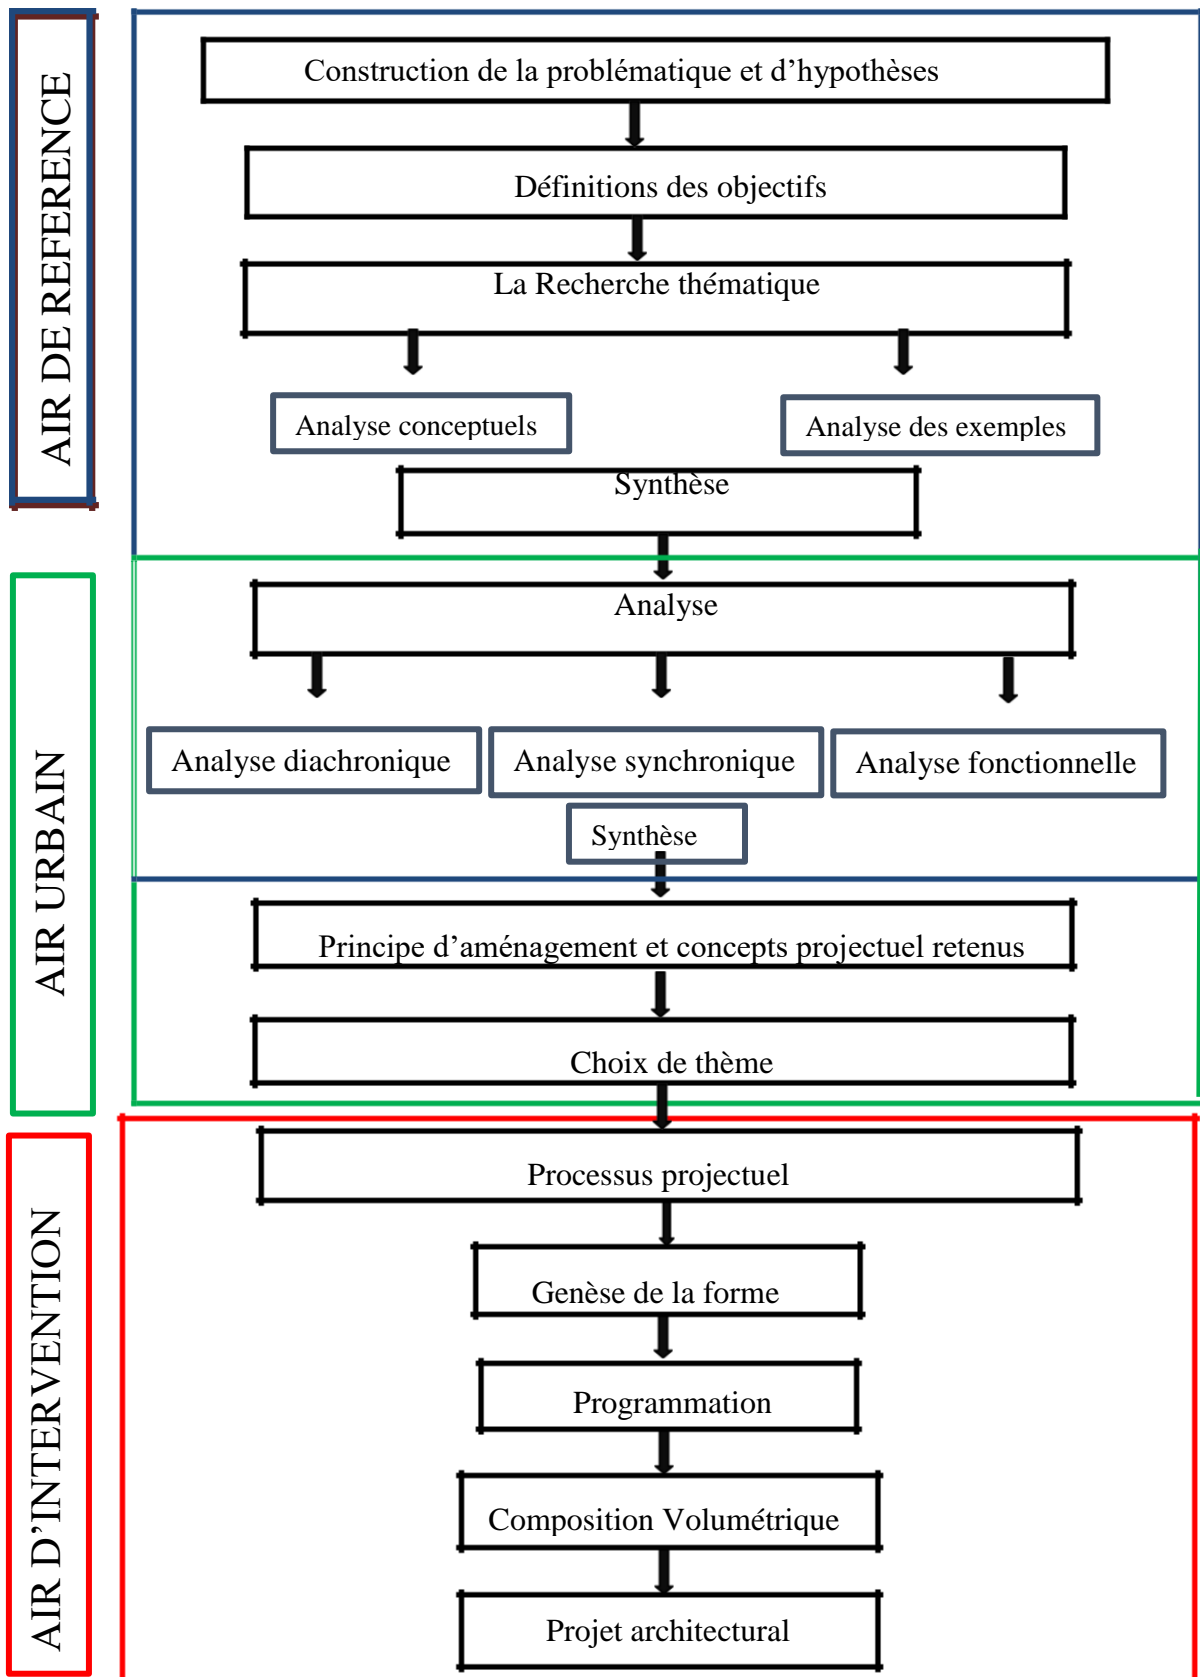 AIR DE REFERENCE
Construction de la problématique et d’hypothèses
Définitions des objectifs
La Recherche thématique
Analyse conceptuels
Analyse des exemples
Synthèse
AIR URBAIN
Analyse
Analyse diachronique
Analyse synchronique
Analyse fonctionnelle
Synthèse
Principe d’aménagement et concepts projectuel retenus
Choix de thème
AIR D’INTERVENTION
Processus projectuel
Genèse de la forme
Programmation
Composition Volumétrique
Projet architectural